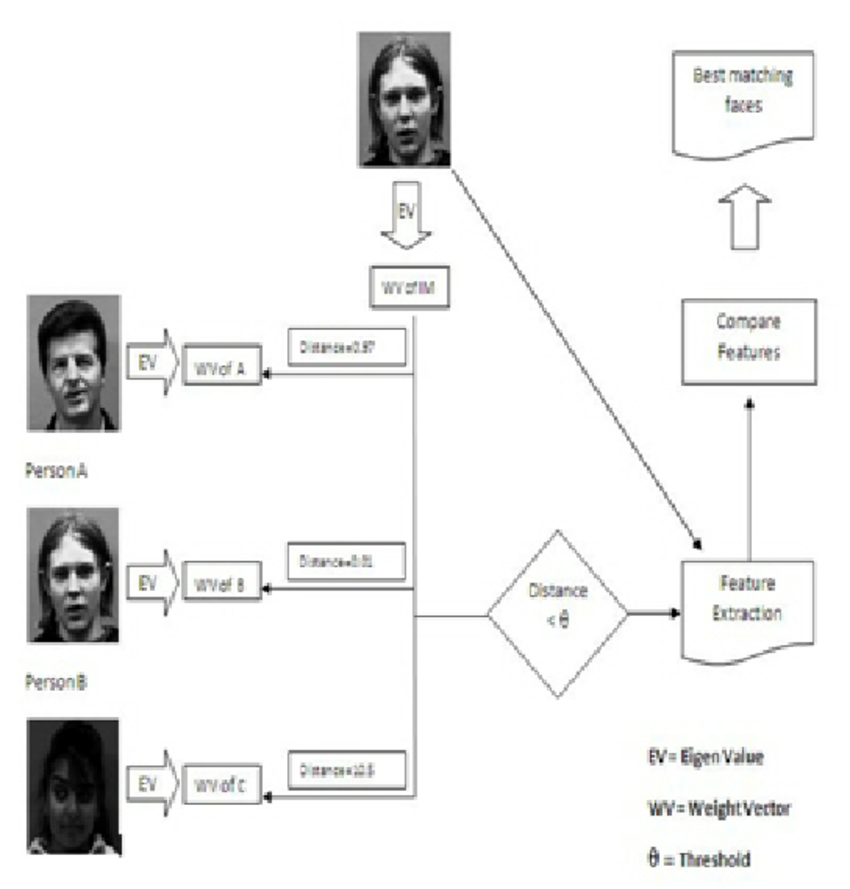 Best matching
faces
EV
WV of IM
Compare
Features
Distance=0.97
EV
WV of A
Person A
Distance=0.01
EV
WV of B
Distance
< θ
Feature
Extraction
Person B
Distance=10.5
EV
WV of C
EV = Eigen Value
WV = Weight Vector
θ = Threshold